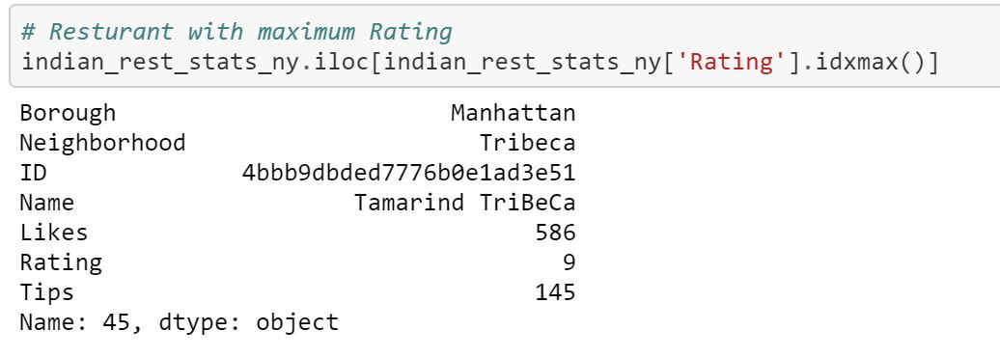 # Resturant with maximum Rating
indian_rest_stats_ny.iloc[indian_rest_stats_ny['Rating'].idxmax()]
Borough Manhattan
Neighborhood Tribeca
ID 4bbb9dbded7776b0e1ad3e51
Name Tamarind TriBeCa
Likes 586
Rating 9
Tips 145
Name: 45, dtype: object